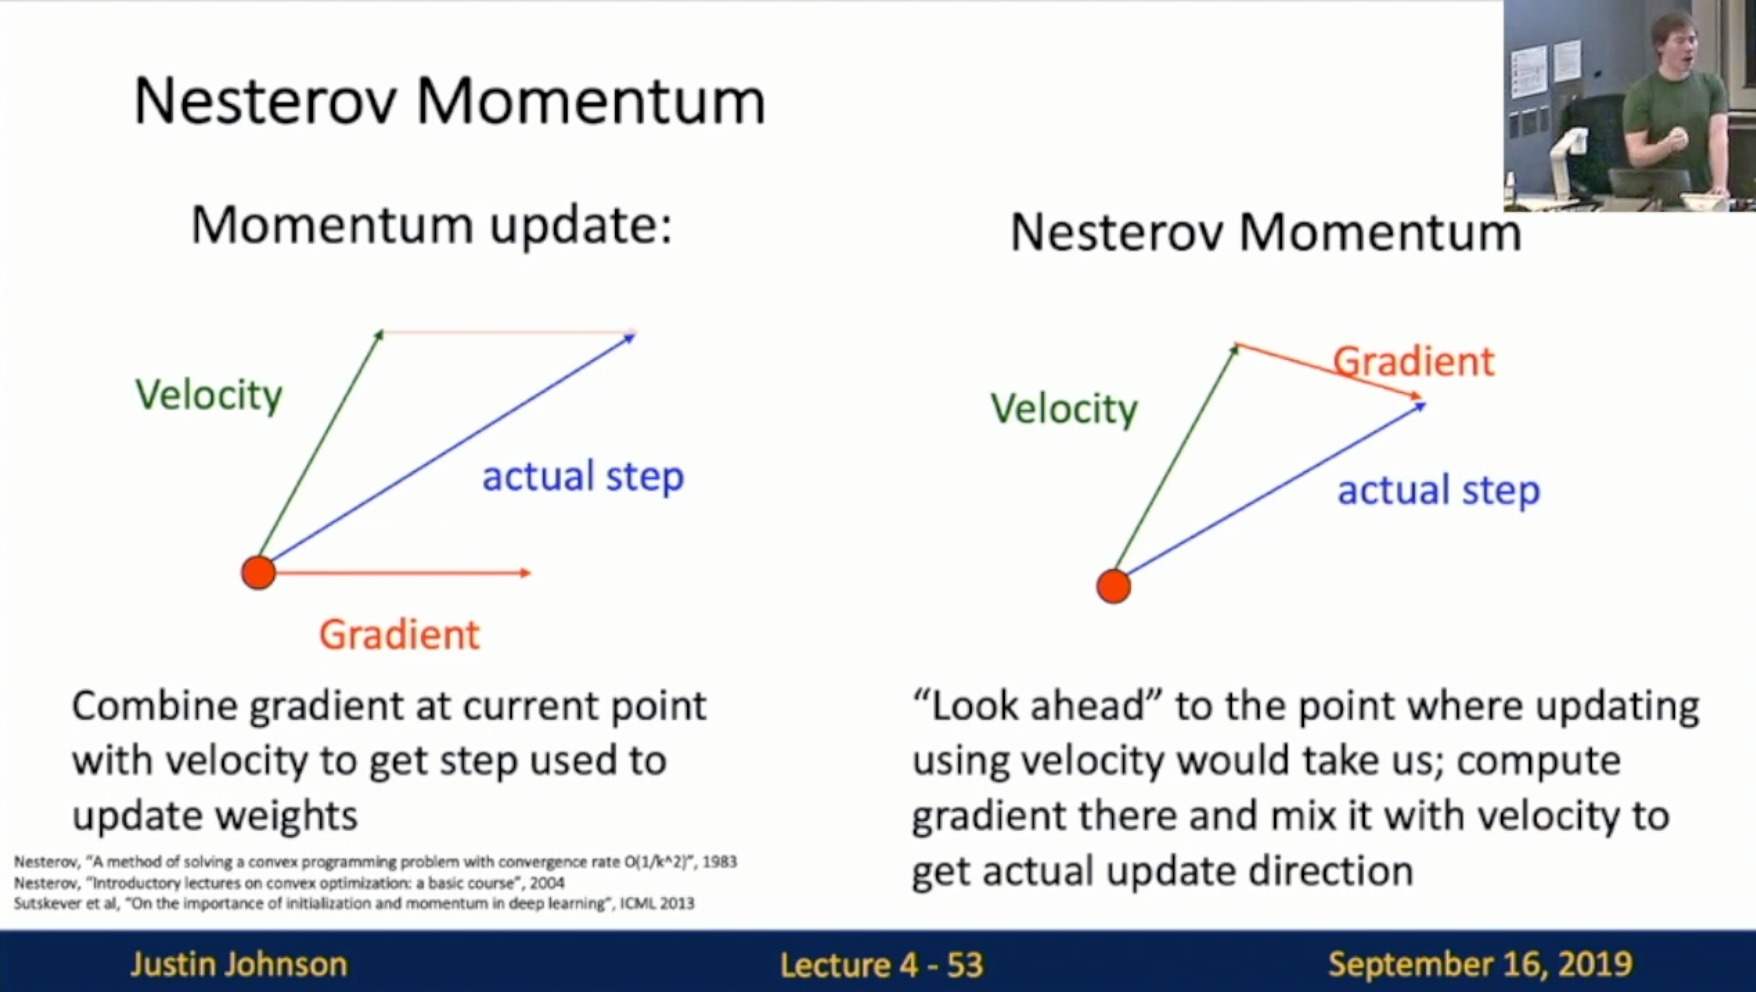 Nesterov Momentum
Momentum update:
Velocity
actual step
Gradient
Combine gradient at current point
with velocity to get step used to
update weights
Nesterov Momentum
Gradient
Velocity
actual step
“Look ahead” to the point where updating
using velocity would take us; compute
gradient there and mix it with velocity to
get actual update direction
Nesterov, “A method of solving a convex programming problem with convergence rate O(1/k^2)”, 1983
Nesterov, “Introductory lectures on convex optimization: a basic course”, 2004
Sutskever et al, “On the importance of initialization and momentum in deep learning”, ICML 2013
Justin Johnson
Lecture 4 - 53
September 16, 2019